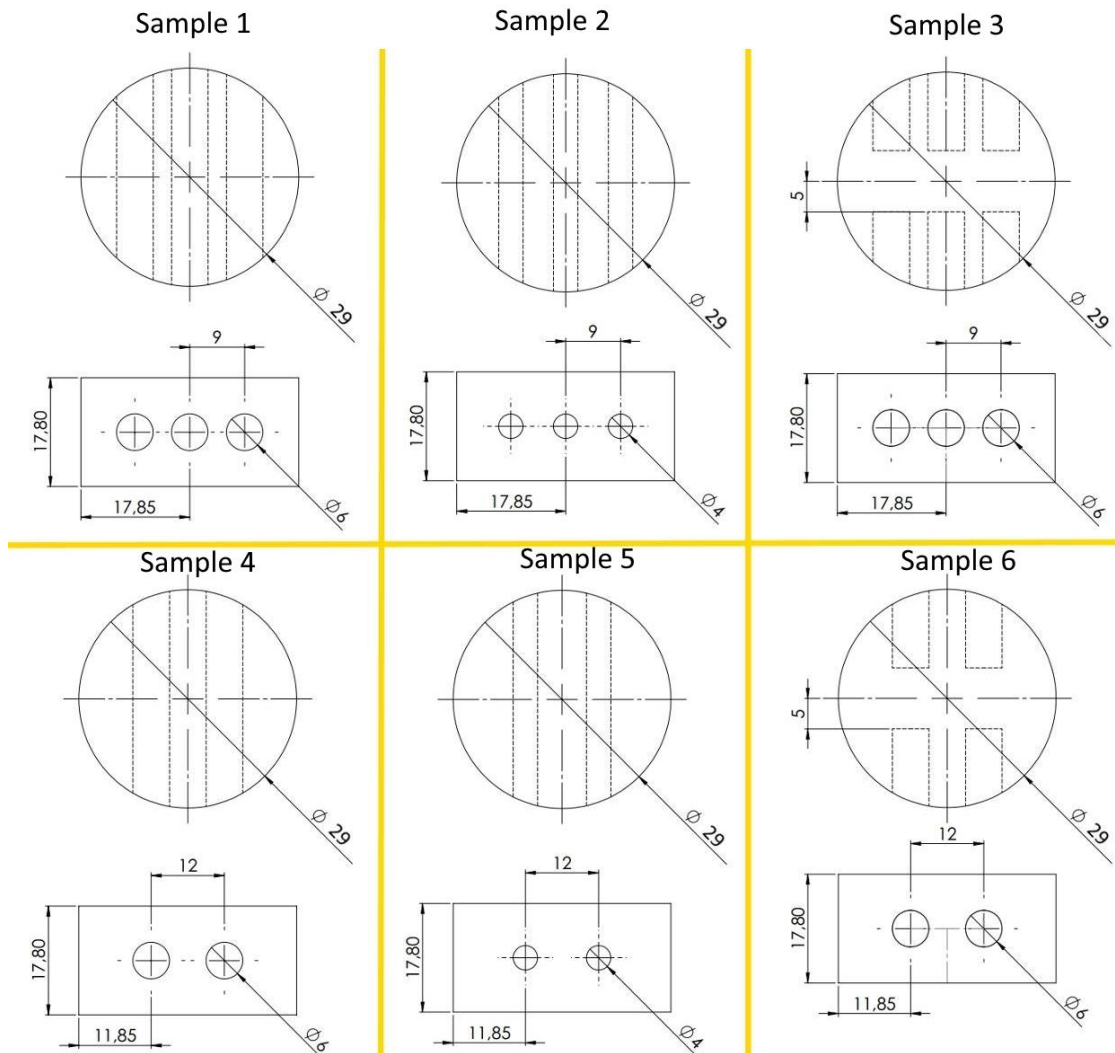 Sample 1
Ø 29
9
17,80
17,85
Ø6
Sample 2
Ø 29
9
17,80
17,85
Ø4
Sample 3
5
Ø 29
9
17,80
17,85
Ø6
Sample 4
Ø 29
12
17,80
11,85
Ø6
Sample 5
Ø 29
12
17,80
11,85
Ø4
Sample 6
5
Ø 29
12
17,80
11,85
Ø6